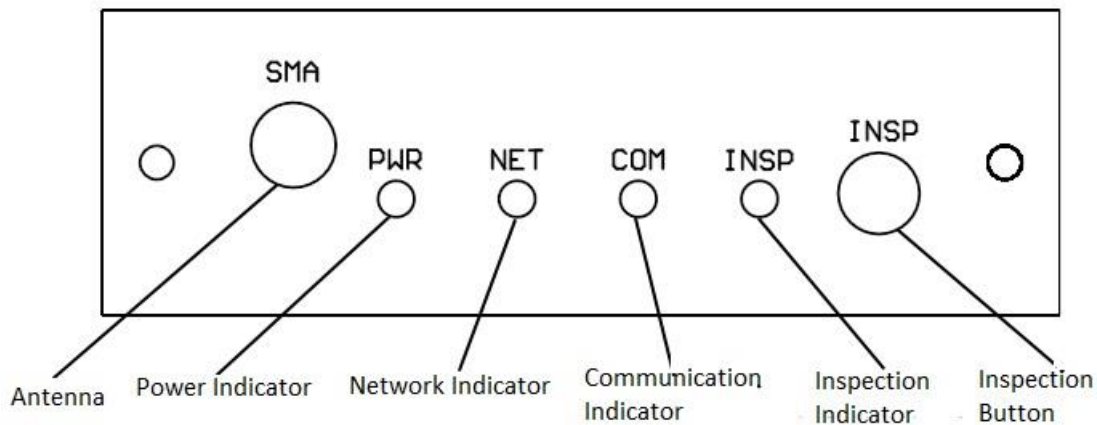 SMA
PWR
NET
COM
INSP
INSP
Antenna
Power Indicator
Network Indicator
Communication
Indicator
Inspection
Indicator
Inspection
Button